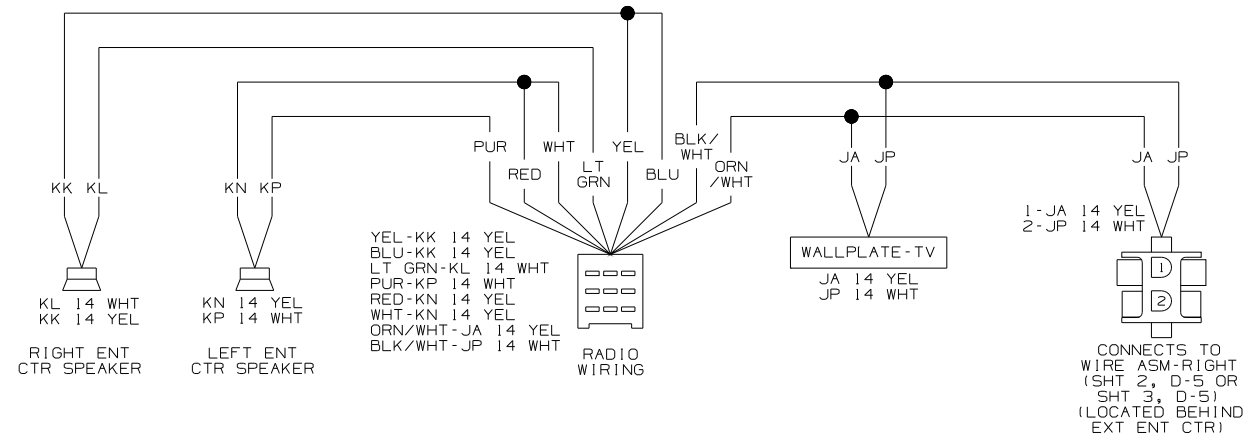 PUR
RED
WHT
LT
GRN
YEL
BLU
BLK/
WHT
ORN
/WHT
JA JP
JA JP
KK KL
KN KP
1-JA 14 YEL
2-JP 14 WHT
YEL-KK 14 YEL
BLU-KK 14 YEL
LT GRN-KL 14 WHT
PUR-KP 14 WHT
RED-KN 14 YEL
WHT-KN 14 YEL
ORN/WHT-JA 14 YEL
BLK/WHT-JP 14 WHT
WALLPLATE-TV
JA 14 YEL
JP 14 WHT
1
2
KL 14 WHT
KK 14 YEL
KN 14 YEL
KP 14 WHT
RIGHT ENT
CTR SPEAKER
LEFT ENT
CTR SPEAKER
RADIO
WIRING
CONNECTS TO
WIRE ASM-RIGHT
(SHT 2, D-5 OR
SHT 3, D-5)
(LOCATED BEHIND
EXT ENT CTR)